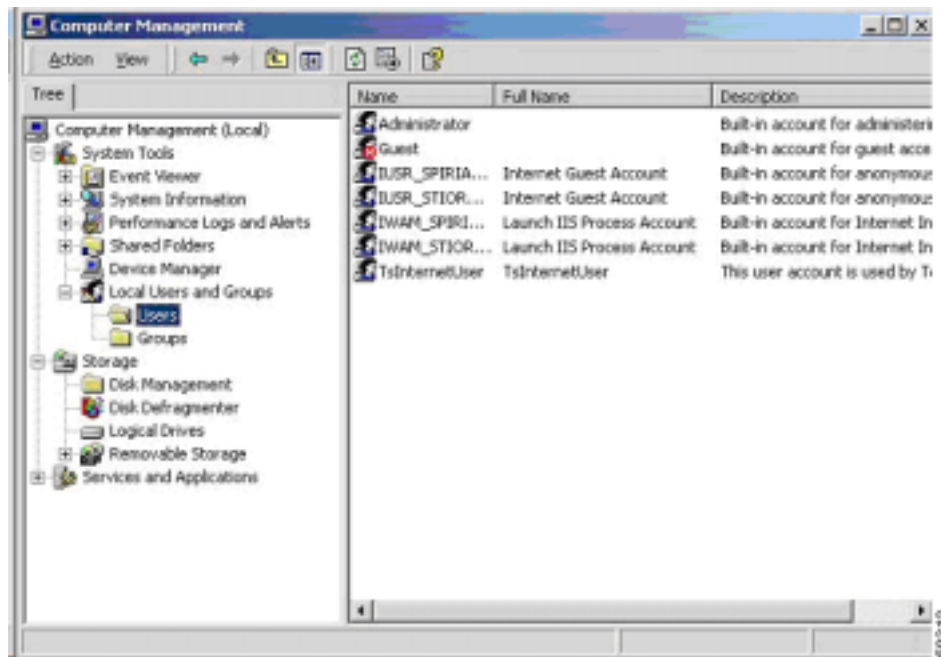 Computer Management
Action View
Tree
Name Full Name Description
Computer Management (Local)
System Tools
Event Viewer
System Information
Performance Logs and Alerts
Shared Folders
Device Manager
Local Users and Groups
Users
Groups
Storage
Disk Management
Disk Defragmenter
Logical Drives
Removable Storage
Services and Applications
Administrator Built-in account for administeri
Guest Built-in account for guest acce
IUSR_SPIRIA... Internet Guest Account Built-in account for anonymous
IUSR_STIOR... Internet Guest Account Built-in account for anonymous
IWAM_SPIRI... Launch IIS Process Account Built-in account for Internet In
IWAM_STIOR... Launch IIS Process Account Built-in account for Internet In
TsInternetUser TsInternetUser This user account is used by Te